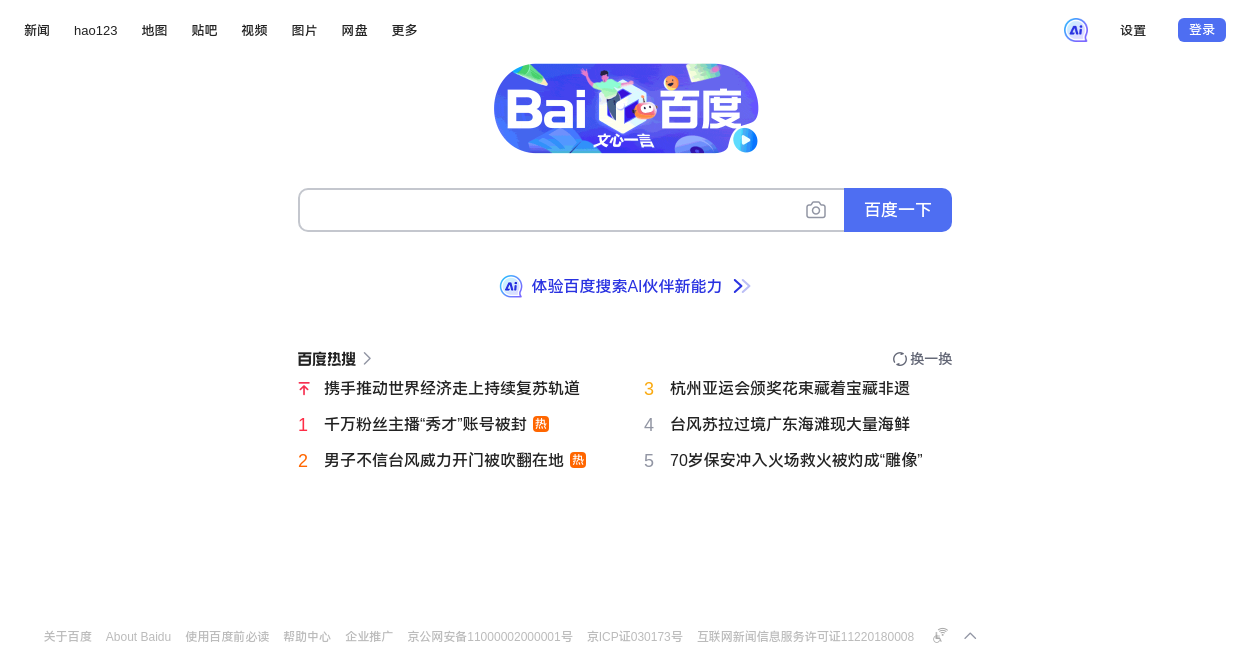 新闻 hao123 地图 贴吧 视频 图片 网盘 更多 Ai 设置 登录
Bai 百度
文心一言
百度一下
Ai 体验百度搜索AI伙伴新能力
百度热搜 换一换
携手推动世界经济走上持续复苏轨道
1 千万粉丝主播“秀才”账号被封 热
2 男子不信台风威力开门被吹翻在地 热
3 杭州亚运会颁奖花束藏着宝藏非遗
4 台风苏拉过境广东海滩现大量海鲜
5 70岁保安冲入火场救火被灼成“雕像”
关于百度 About Baidu 使用百度前必读 帮助中心 企业推广 京公网安备11000002000001号 京ICP证030173号 互联网新闻信息服务许可证11220180008